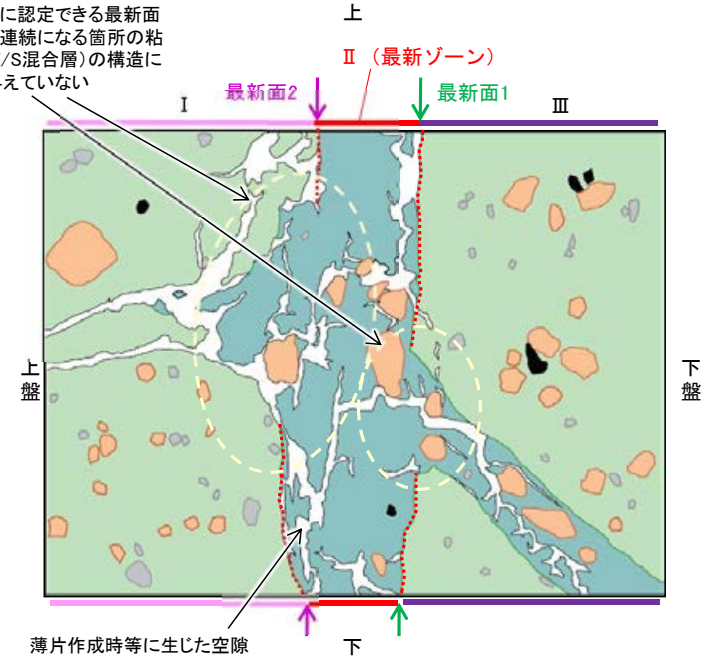 に認定できる最新面
連続になる箇所の粘
/S混合層)の構造に
えていない
上
Ⅱ (最新ゾーン)
最新面2
最新面1
Ⅰ
Ⅲ
上盤
下盤
薄片作成時等に生じた空隙
下